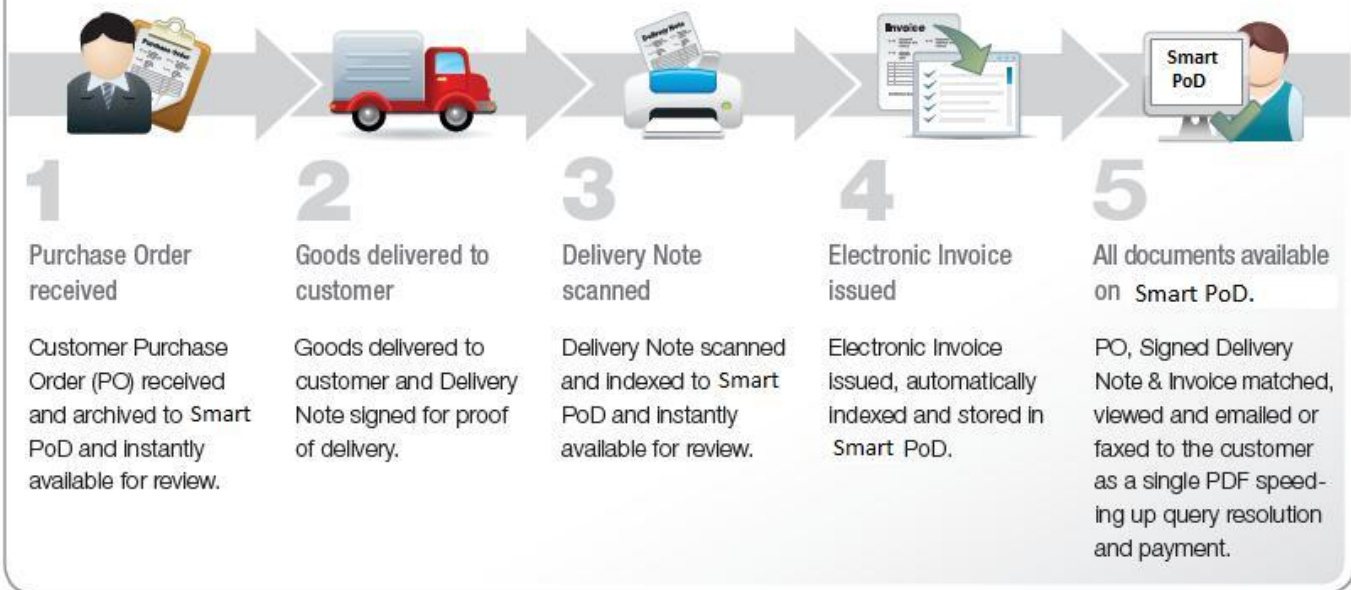 Purchase Order
Delivery Note
Invoice
Smart
PoD
1
Purchase Order
received
Customer Purchase
Order (PO) received
and archived to Smart
PoD and instantly
available for review.
2
Goods delivered to
customer
Goods delivered to
customer and Delivery
Note signed for proof
of delivery.
3
Delivery Note
scanned
Delivery Note scanned
and indexed to Smart
PoD and instantly
available for review.
4
Electronic Invoice
issued
Electronic Invoice
issued, automatically
indexed and stored in
Smart PoD.
5
All documents available
on Smart PoD.
PO, Signed Delivery
Note & Invoice matched,
viewed and emailed or
faxed to the customer
as a single PDF speed-
ing up query resolution
and payment.